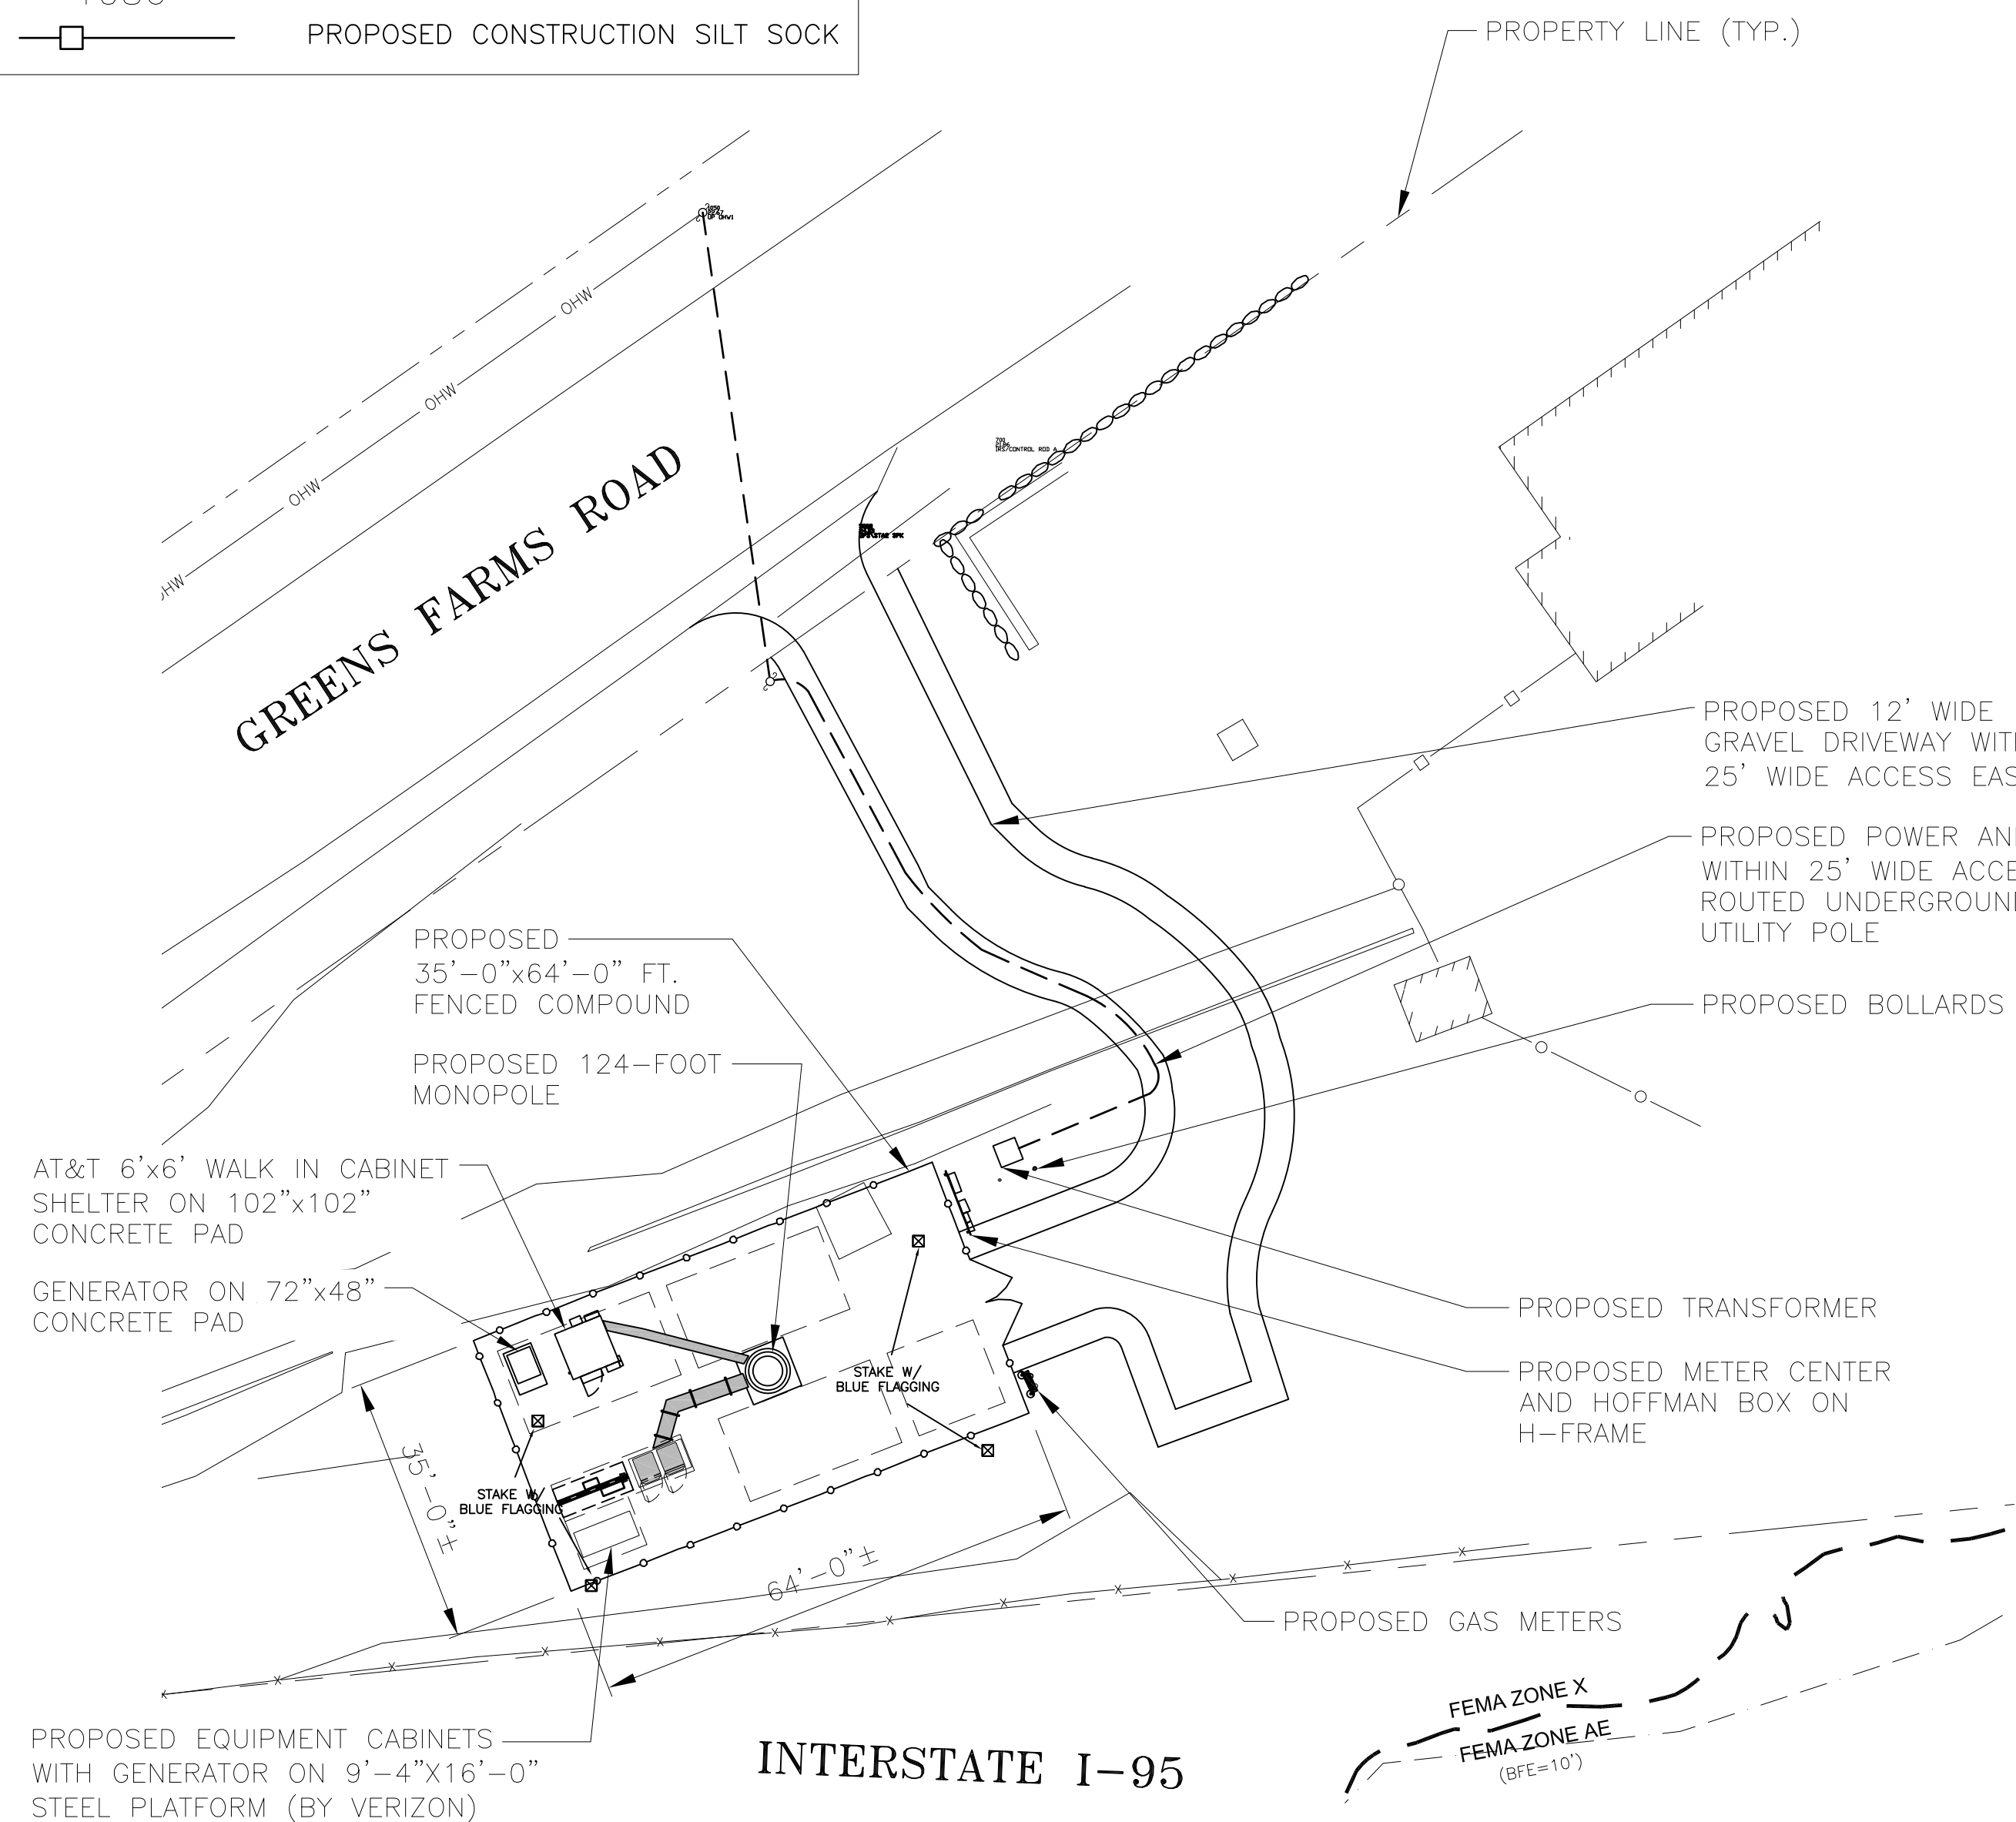 PROPOSED CONSTRUCTION SILT SOCK
PROPERTY LINE (TYP.)
OHW
OHW
OHW
GREENS FARMS ROAD
PROPOSED 12' WIDE
GRAVEL DRIVEWAY
25' WIDE ACCESS
PROPOSED POWER
WITHIN 25' WIDE
ROUTED
UTILITY POLE
PROPOSED BOLLARDS
PROPOSED
35'-0"x64'-0" FT.
FENCED COMPOUND
PROPOSED 124-FOOT
MONOPOLE
AT&T 6'x6' WALK IN CABINET
SHELTER ON 102"x102"
CONCRETE PAD
GENERATOR ON 72"x48"
CONCRETE PAD
PROPOSED TRANSFORMER
PROPOSED METER CENTER
AND HOFFMAN BOX ON
H-FRAME
STAKE W/
BLUE FLAGGING
STAKE W/
BLUE FLAGGING
35'-0"±
64'-0"±
PROPOSED GAS METERS
FEMA ZONE X
FEMA ZONE AE
(BFE=10')
PROPOSED EQUIPMENT CABINETS
WITH GENERATOR ON 9'-4"X16'-0"
STEEL PLATFORM (BY VERIZON)
INTERSTATE I-95